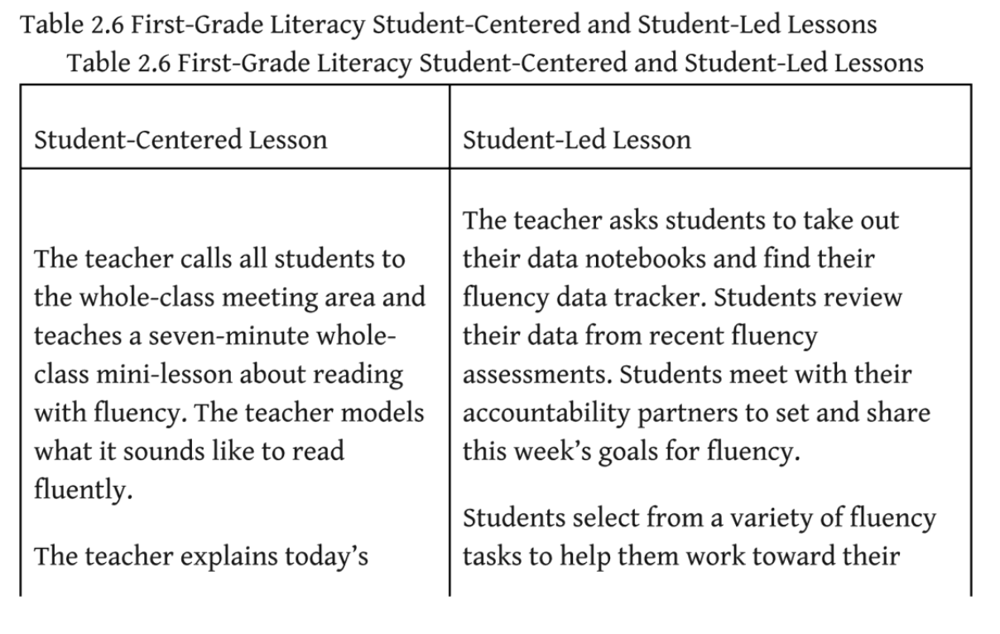 Table 2.6 First-Grade Literacy Student-Centered and Student-Led Lessons
Table 2.6 First-Grade Literacy Student-Centered and Student-Led Lessons
Student-Centered Lesson
Student-Led Lesson
The teacher calls all students to
the whole-class meeting area and
teaches a seven-minute whole-
class mini-lesson about reading
with fluency. The teacher models
what it sounds like to read
fluently.
The teacher explains today’s
The teacher asks students to take out
their data notebooks and find their
fluency data tracker. Students review
their data from recent fluency
assessments. Students meet with their
accountability partners to set and share
this week’s goals for fluency.
Students select from a variety of fluency
tasks to help them work toward their